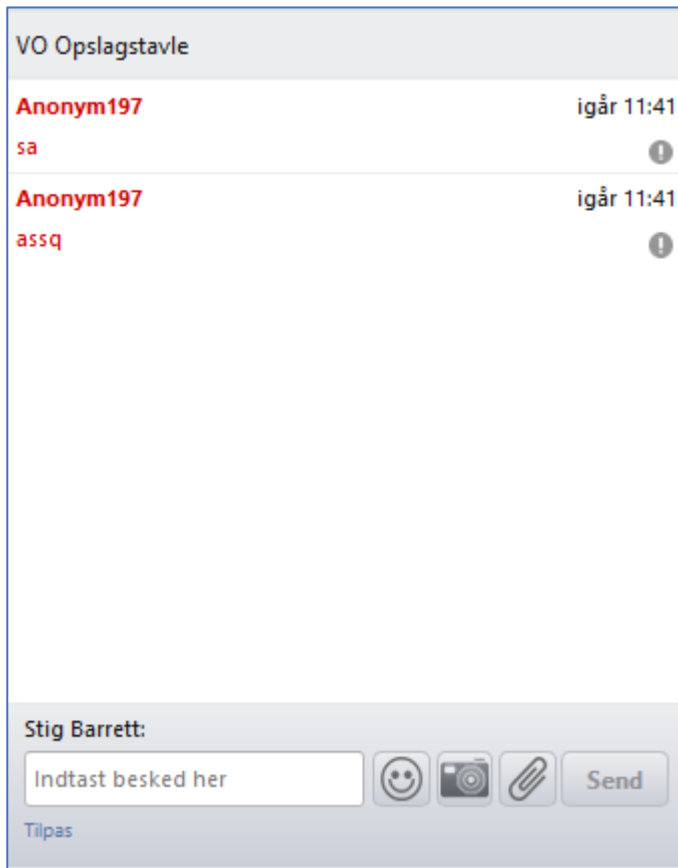 VO Opslagstavle
Anonym197 igår 11:41
sa
Anonym197 igår 11:41
assq
Stig Barrett:
Indtast besked her Send
Tilpas